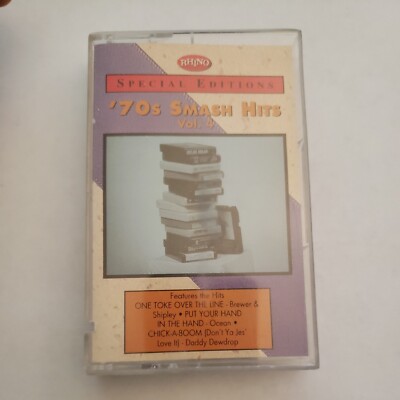 RHINO
SPECIAL EDITIONS
'70s SMASH HITS
Vol.
Features the Hits
ONE TOKE OVER THE LINE - Brewer &
Shipley • PUT YOUR HAND
IN THE HAND - Ocean •
CHICK-A-BOOM (Don't Ya Jes'
Love It) - Daddy Dewdrop